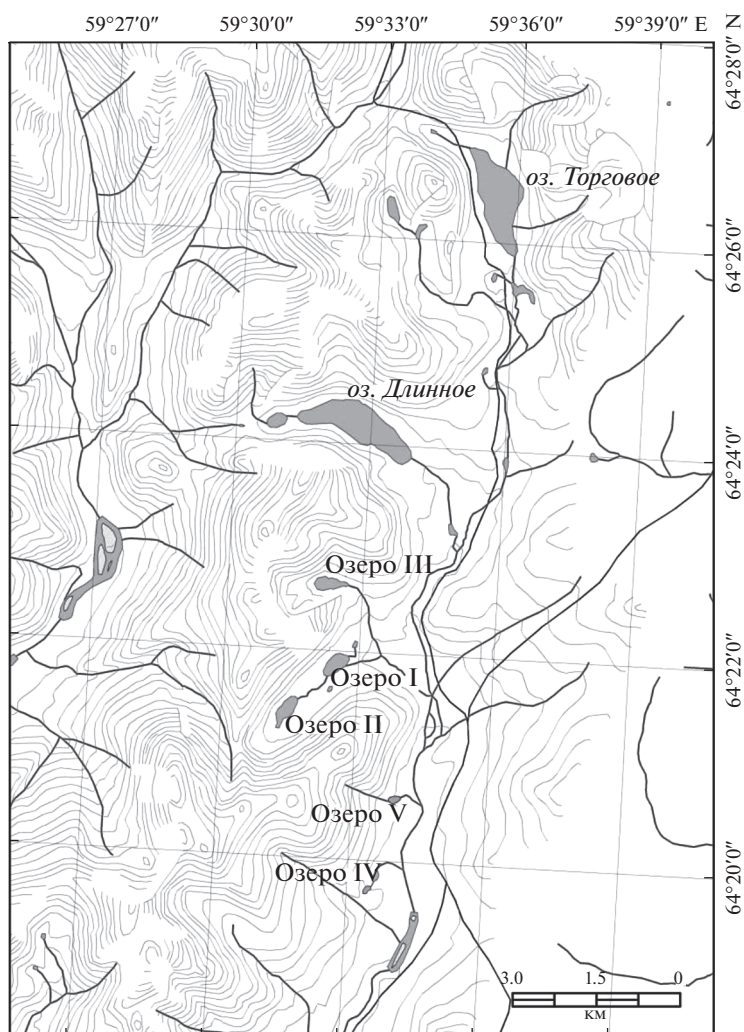 59°27'0″ 59°30'0″ 59°33'0″ 59°36'0″ 59°39'0″ E
64°28'0″ N
оз. Торговое
64°26'0″
оз. Длинное
64°24'0″
Озеро III
64°22'0″
Озеро I
Озеро II
Озеро V
64°20'0″
Озеро IV
3.0 1.5 0
км